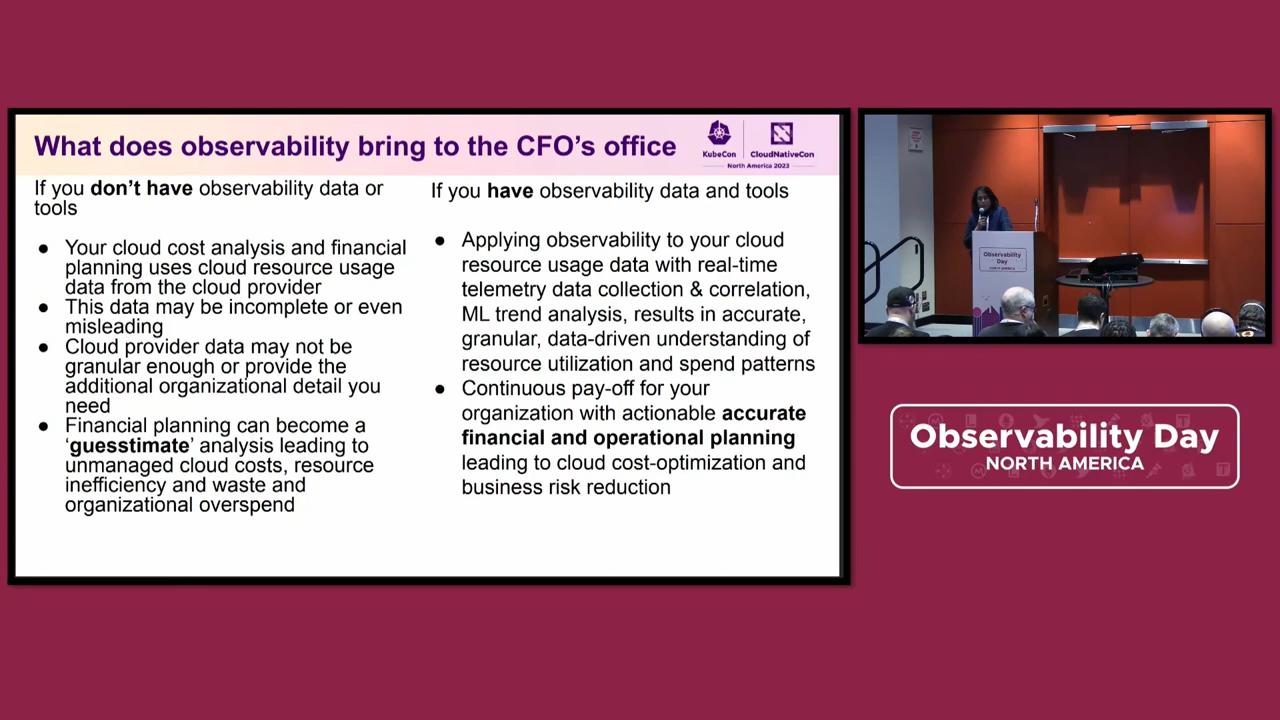 What does observability bring to the CFO's office
KubeCon
CloudNativeCon
North America 2023
If you don't have observability data or
tools
● Your cloud cost analysis and financial
planning uses cloud resource usage
data from the cloud provider
● This data may be incomplete or even
misleading
● Cloud provider data may not be
granular enough or provide the
additional organizational detail you
need
● Financial planning can become a
'guesstimate' analysis leading to
unmanaged cloud costs, resource
inefficiency and waste and
organizational overspend
If you have observability data and tools
● Applying observability to your cloud
resource usage data with real-time
telemetry data collection & correlation,
ML trend analysis, results in accurate,
granular, data-driven understanding of
resource utilization and spend patterns
● Continuous pay-off for your
organization with actionable accurate
financial and operational planning
leading to cloud cost-optimization and
business risk reduction
Observability
Day
NORTH AMERICA
Observability Day
NORTH AMERICA